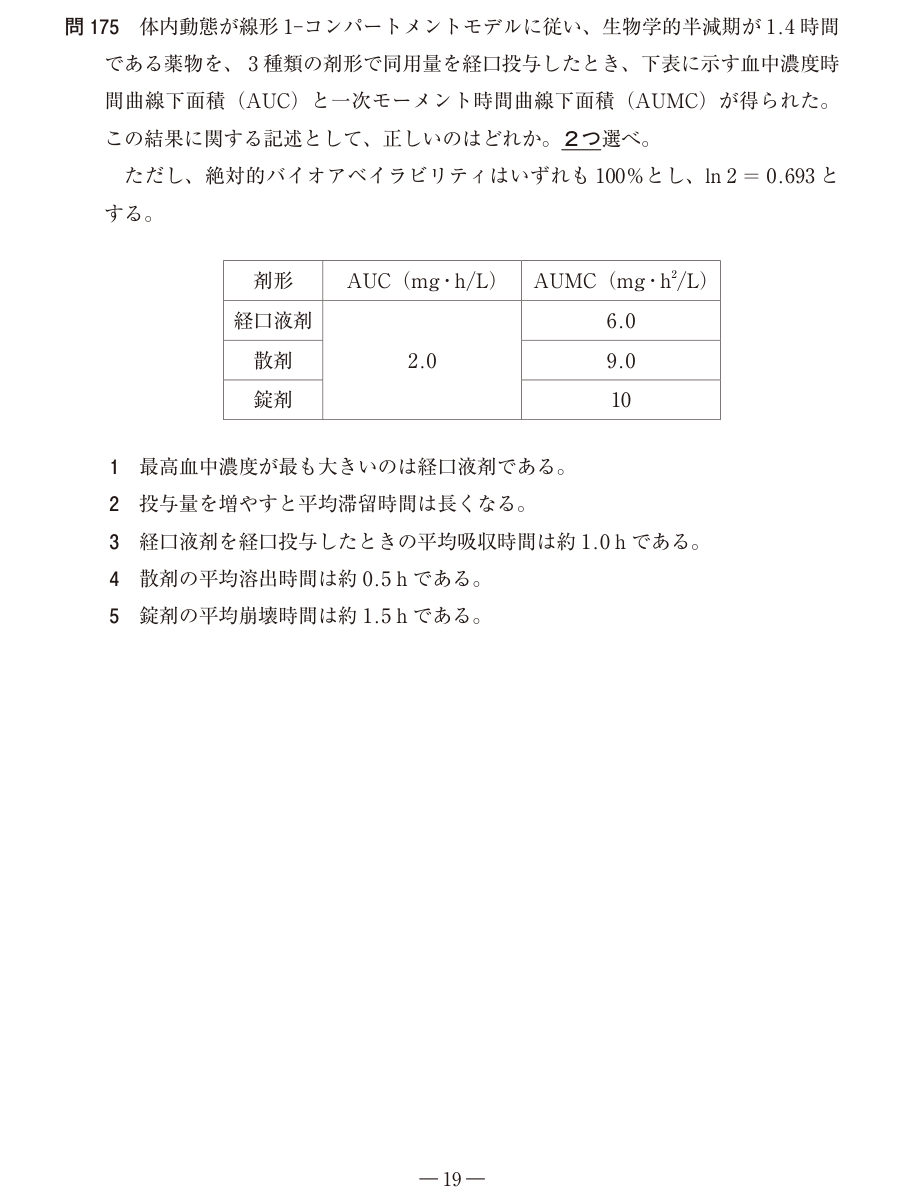 問 175 体内動態が線形1-コンパートメントモデルに従い、生物学的半減期が1.4時間
である薬物を、3種類の剤形で同用量を経口投与したとき、下表に示す血中濃度時
間曲線下面積（AUC）と一次モーメント時間曲線下面積（AUMC）が得られた。
この結果に関する記述として、正しいのはどれか。2つ選べ。
ただし、絶対的バイオアベイラビリティはいずれも100%とし、ln 2 = 0.693と
する。
剤形 AUC（mg・h/L） AUMC（mg・h²/L）
経口液剤 6.0
散剤 2.0 9.0
錠剤 10
1 最高血中濃度が最も大きいのは経口液剤である。
2 投与量を増やすと平均滞留時間は長くなる。
3 経口液剤を経口投与したときの平均吸収時間は約1.0 hである。
4 散剤の平均溶出時間は約0.5 hである。
5 錠剤の平均崩壊時間は約1.5 hである。
― 19 ―